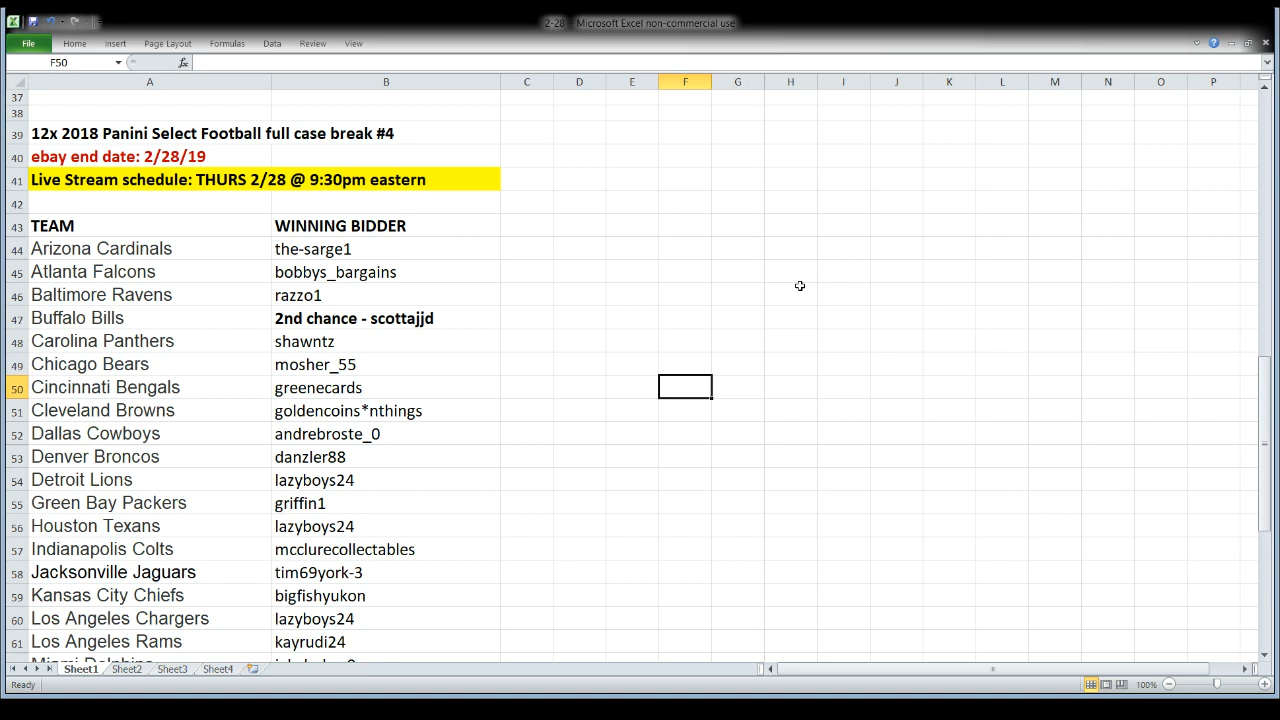 2-28 - Microsoft Excel non-commercial use
File Home Insert Page Layout Formulas Data Review View
F50 fx
A B C D E F G H I J K L M N O P
37
38
39 12x 2018 Panini Select Football full case break #4
40 ebay end date: 2/28/19
41 Live Stream schedule: THURS 2/28 @ 9:30pm eastern
42
43 TEAM WINNING BIDDER
44 Arizona Cardinals the-sarge1
45 Atlanta Falcons bobbys_bargains
46 Baltimore Ravens razzo1
47 Buffalo Bills 2nd chance - scottajjd
48 Carolina Panthers shawntz
49 Chicago Bears mosher_55
50 Cincinnati Bengals greenecards
51 Cleveland Browns goldencoins*nthings
52 Dallas Cowboys andrebroste_0
53 Denver Broncos danzler88
54 Detroit Lions lazyboys24
55 Green Bay Packers griffin1
56 Houston Texans lazyboys24
57 Indianapolis Colts mcclurecollectables
58 Jacksonville Jaguars tim69york-3
59 Kansas City Chiefs bigfishyukon
60 Los Angeles Chargers lazyboys24
61 Los Angeles Rams kayrudi24
Miami Dolphins
Sheet1 Sheet2 Sheet3 Sheet4
Ready 100%